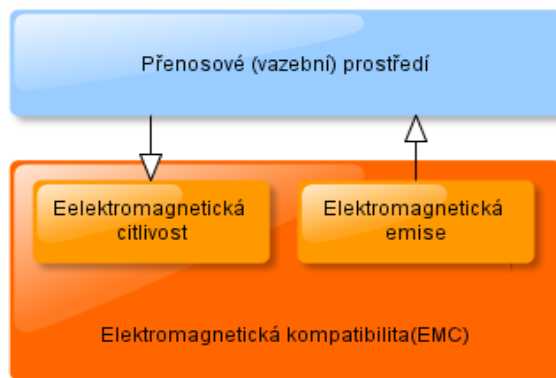 Přenosové (vazební) prostředí
Eelektromagnetická
citlivost
Elektromagnetická
emise
Elektromagnetická kompatibilita(EMC)